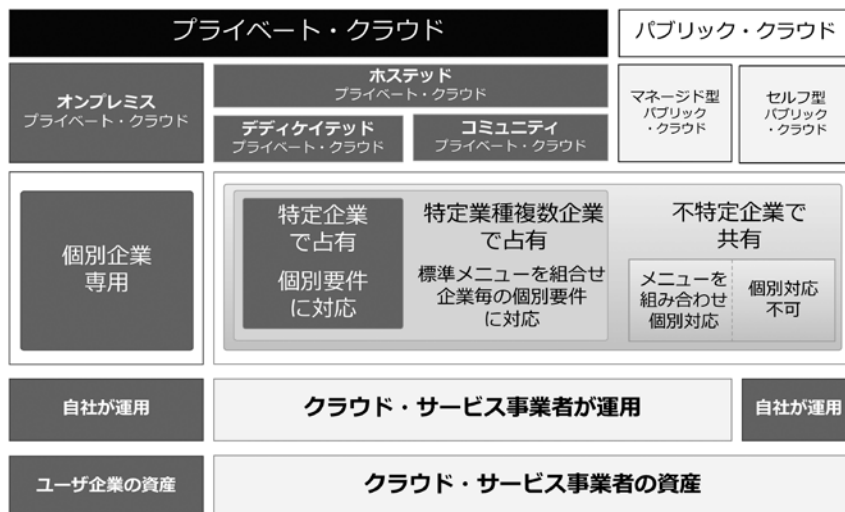 プライベート・クラウド
パブリック・クラウド
オンプレミス
プライベート・クラウド
ホステッド
プライベート・クラウド
デディケイテッド
プライベート・クラウド
コミュニティ
プライベート・クラウド
マネージド型
パブリック
・クラウド
セルフ型
パブリック
・クラウド
個別企業
専用
特定企業
で占有
個別要件
に対応
特定業種複数企業
で占有
標準メニューを組合せ
企業毎の個別要件
に対応
不特定企業で
共有
メニューを
組み合わせ
個別対応
個別対応
不可
自社が運用
クラウド・サービス事業者が運用
自社が運用
ユーザ企業の資産
クラウド・サービス事業者の資産